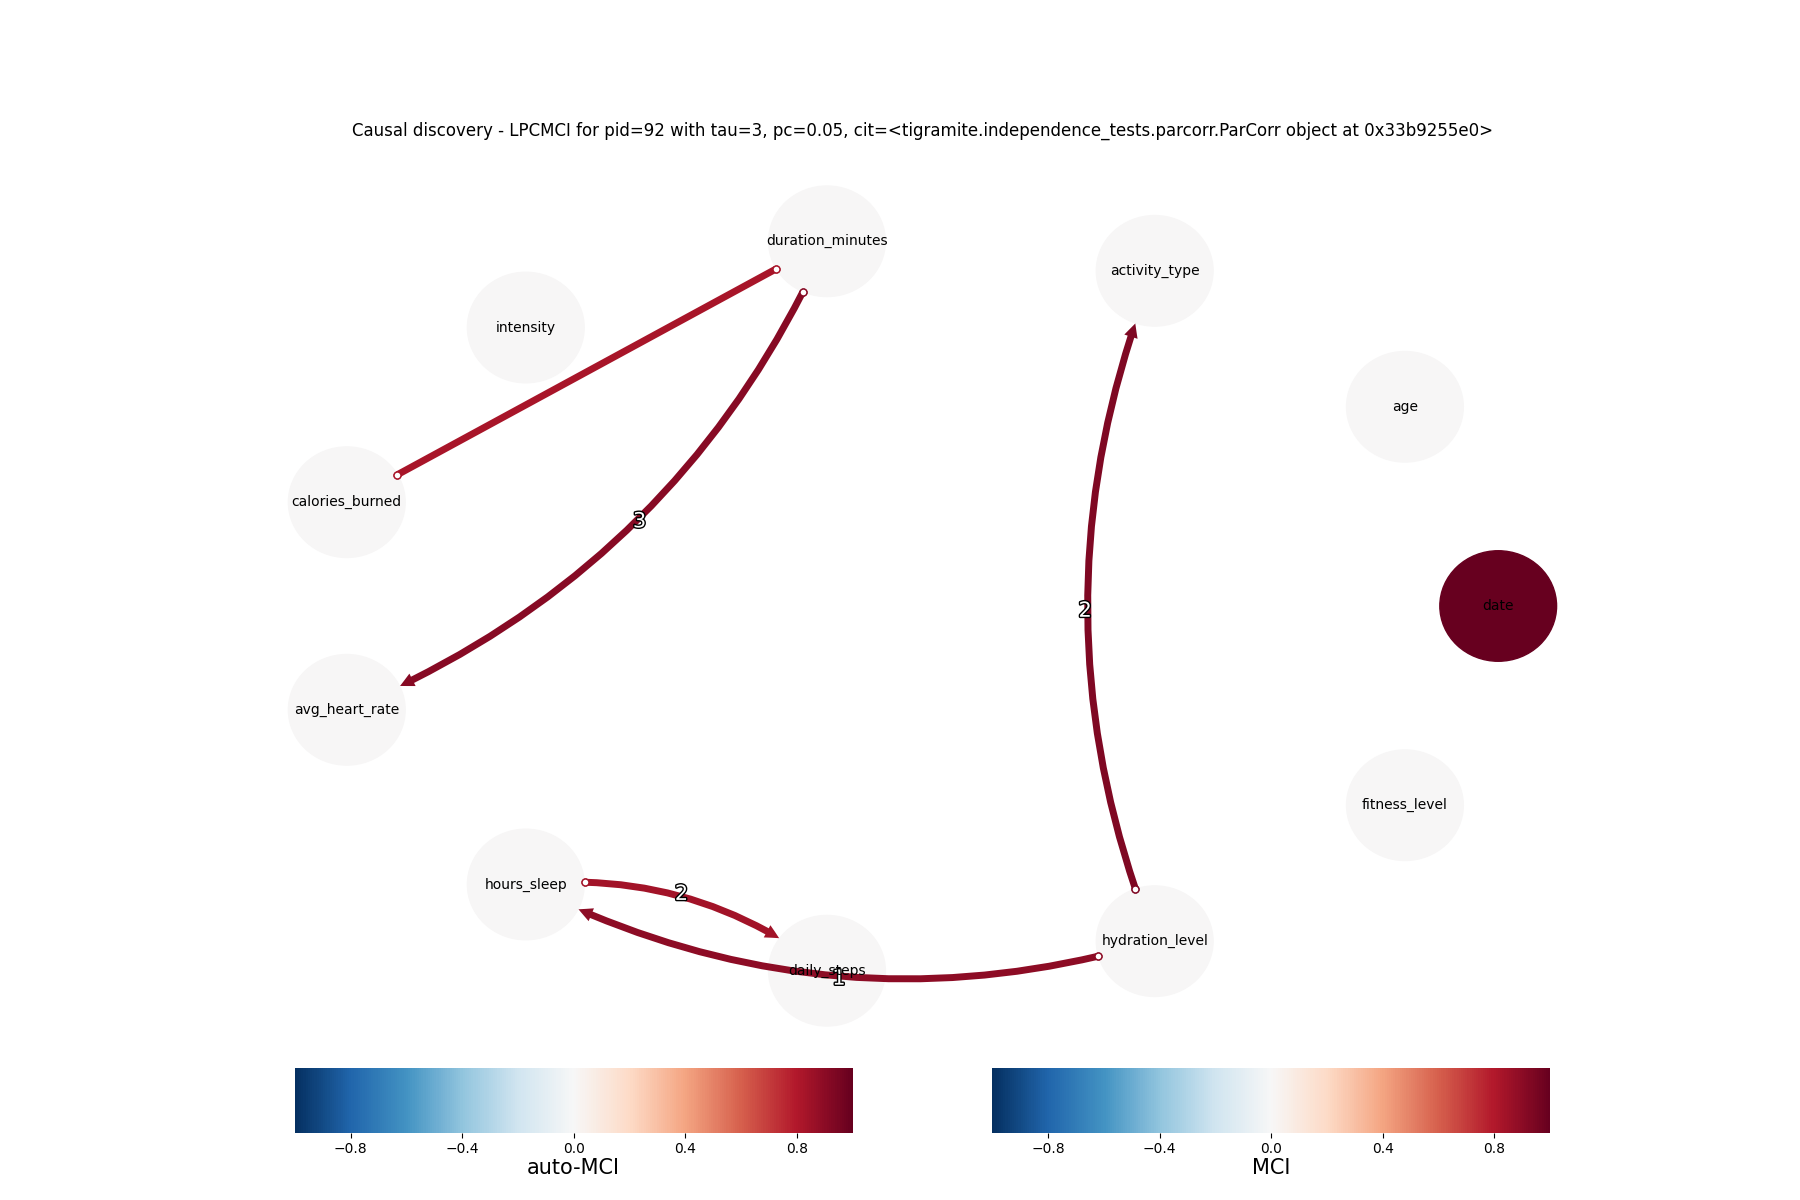 Causal discovery - LPCMCI for pid=92 with tau=3, pc=0.05, cit=<tigramite.independence_tests.parcorr.ParCorr object at 0x33b9255e0>
duration_minutes
activity_type
intensity
age
calories_burned
3
date
2
avg_heart_rate
fitness_level
hours_sleep
2
hydration_level
daily_steps
1
−0.8 −0.4 0.0 0.4 0.8
auto-MCI
−0.8 −0.4 0.0 0.4 0.8
MCI